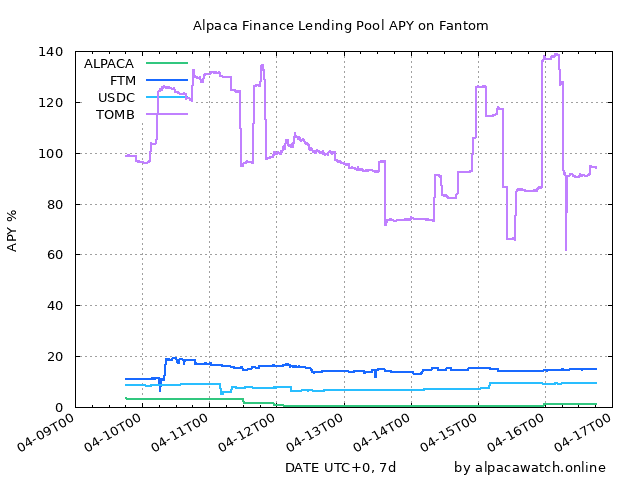 Alpaca Finance Lending Pool APY on Fantom
140
120
100
80
60
40
20
0
APY %
ALPACA
FTM
USDC
TOMB
04-09T00
04-10T00
04-11T00
04-12T00
04-13T00
04-14T00
04-15T00
04-16T00
04-17T00
DATE UTC+0, 7d
by alpacawatch.online